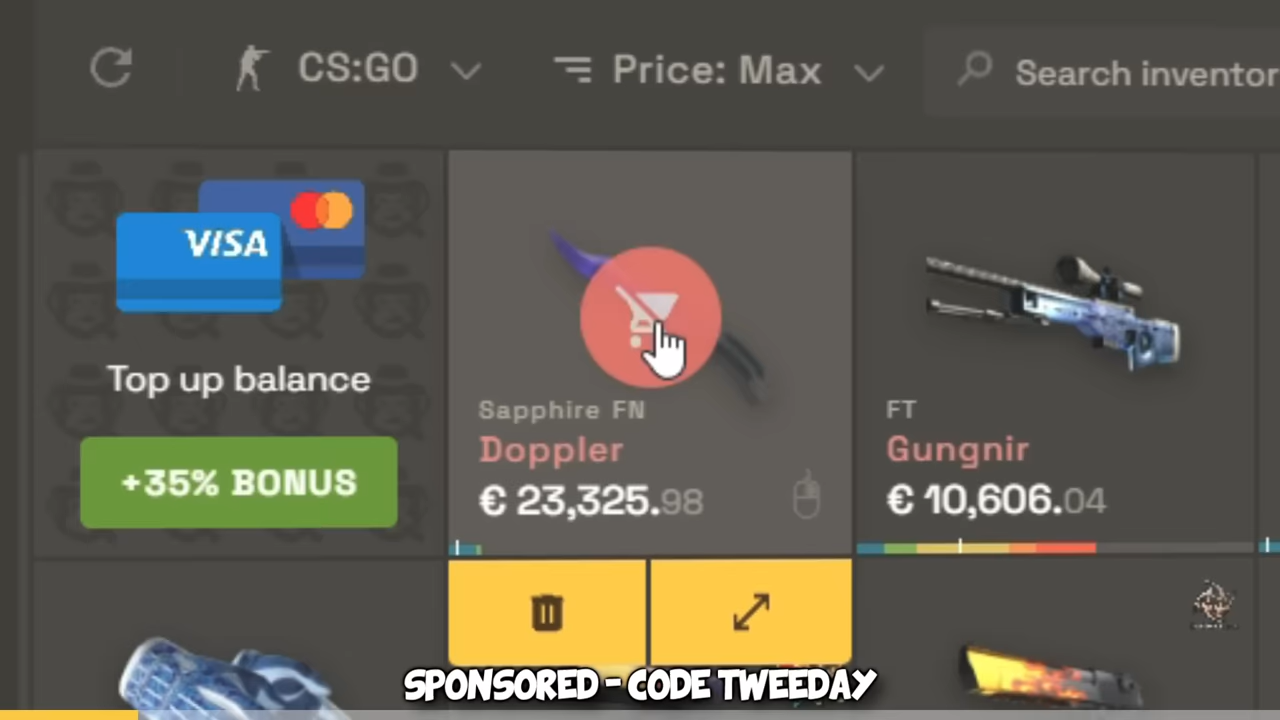 CS:GO
Price: Max
Search inventor
VISA
Top up balance
+35% BONUS
Sapphire FN
Doppler
€ 23,325.98
FT
Gungnir
€ 10,606.04
SPONSORED - CODE TWEEDAY